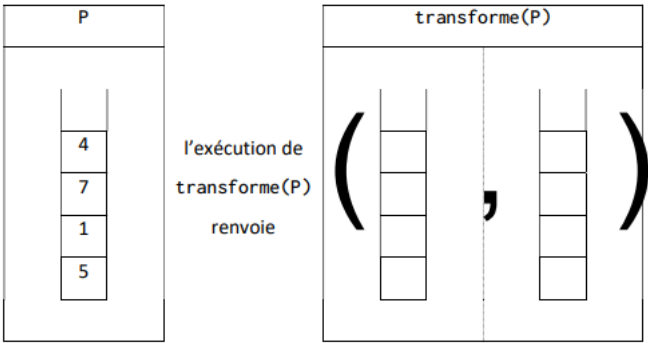 P
transforme(P)
4
7
1
5
l'exécution de
transforme(P)
renvoie
( , )